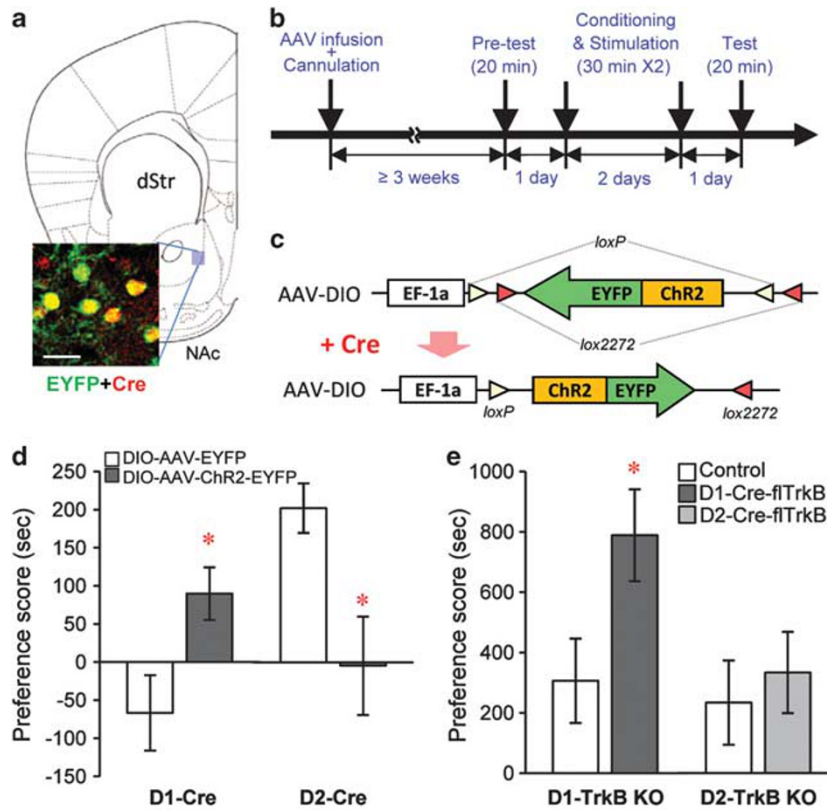 a
dStr
NAc
EYFP+Cre
b
AAV infusion
+
Cannulation
Pre-test
(20 min)
Conditioning
& Stimulation
(30 min X2)
Test
(20 min)
≥ 3 weeks
1 day
2 days
1 day
c
loxP
AAV-DIO
EF-1a
EYFP
ChR2
lox2272
+ Cre
AAV-DIO
EF-1a
ChR2
EYFP
loxP
lox2272
d
DIO-AAV-EYFP
DIO-AAV-ChR2-EYFP
Preference score (sec)
250
200
150
100
50
0
-50
-100
-150
*
*
D1-Cre
D2-Cre
e
Control
D1-Cre-flTrkB
D2-Cre-flTrkB
Preference score (sec)
1000
800
600
400
200
0
*
D1-TrkB KO
D2-TrkB KO